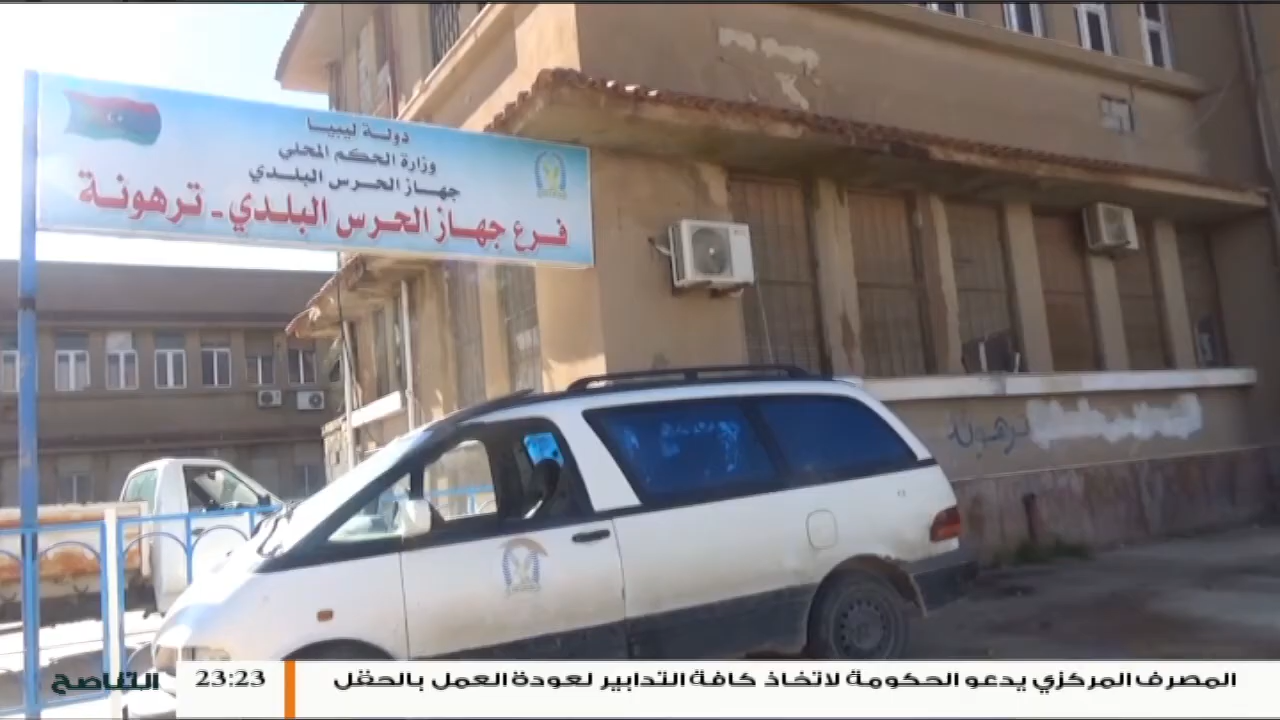 دولة ليبيا
وزارة الحكم المحلي
جهاز الحرس البلدي
فرع جهاز الحرس البلدي - ترهونة
ترهونة
التناصح
23:23
المصرف المركزي يدعو الحكومة لاتخاذ كافة التدابير لعودة العمل بالحقل